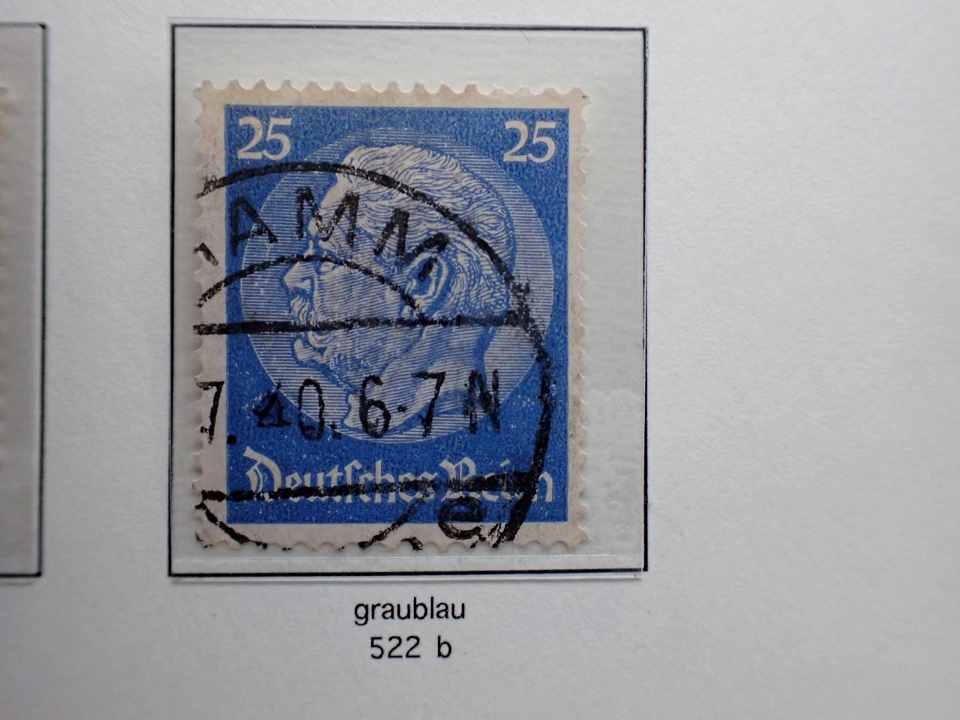 25 25
AMM
7.40.6-7N
Deutsches Reich
e
graublau
522 b